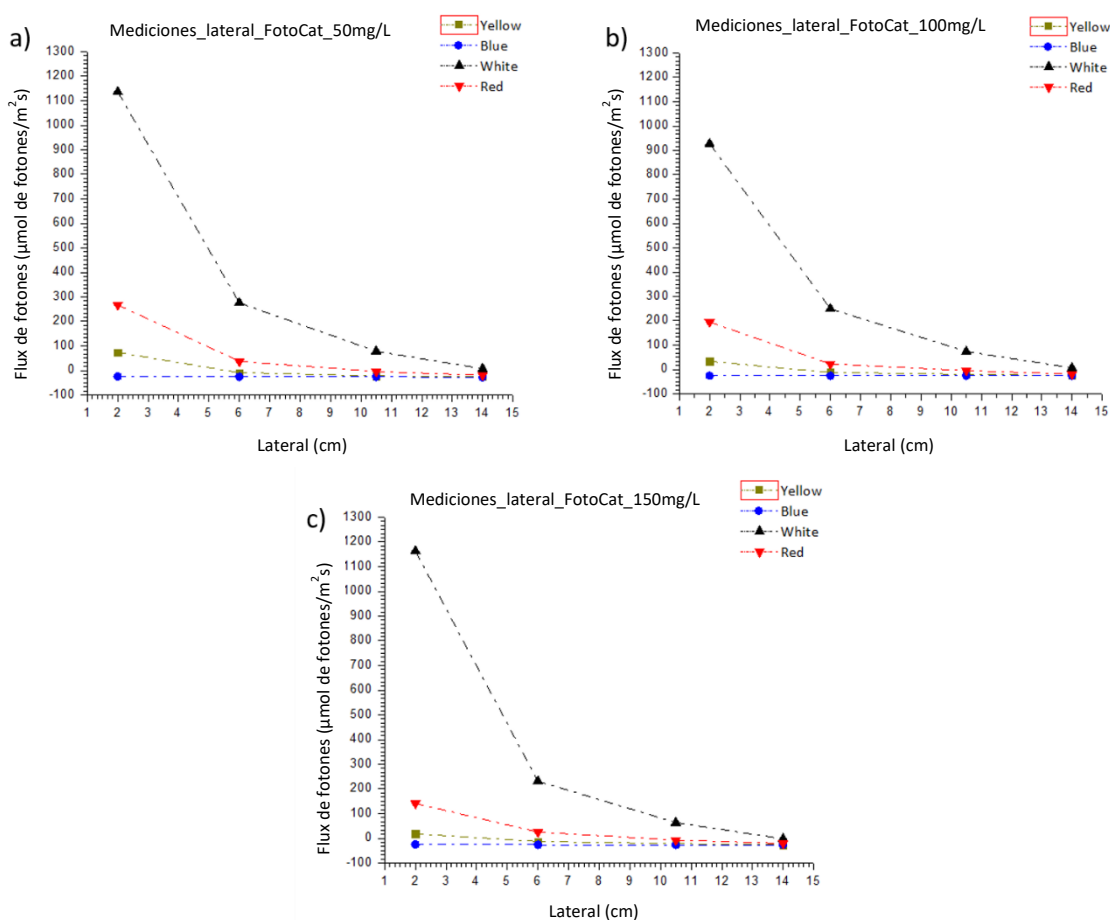 a)
Mediciones_lateral_FotoCat_50mg/L
Yellow
Blue
White
Red
1300
1200
1100
1000
900
800
700
600
500
400
300
200
100
0
-100
1 2 3 4 5 6 7 8 9 10 11 12 13 14 15
Flux de fotones (µmol de fotones/m²s)
Lateral (cm)
b)
Mediciones_lateral_FotoCat_100mg/L
Yellow
Blue
White
Red
1300
1200
1100
1000
900
800
700
600
500
400
300
200
100
0
-100
1 2 3 4 5 6 7 8 9 10 11 12 13 14 15
Flux de fotones (µmol de fotones/m²s)
Lateral (cm)
c)
Mediciones_lateral_FotoCat_150mg/L
Yellow
Blue
White
Red
1300
1200
1100
1000
900
800
700
600
500
400
300
200
100
0
-100
1 2 3 4 5 6 7 8 9 10 11 12 13 14 15
Flux de fotones (µmol de fotones/m²s)
Lateral (cm)